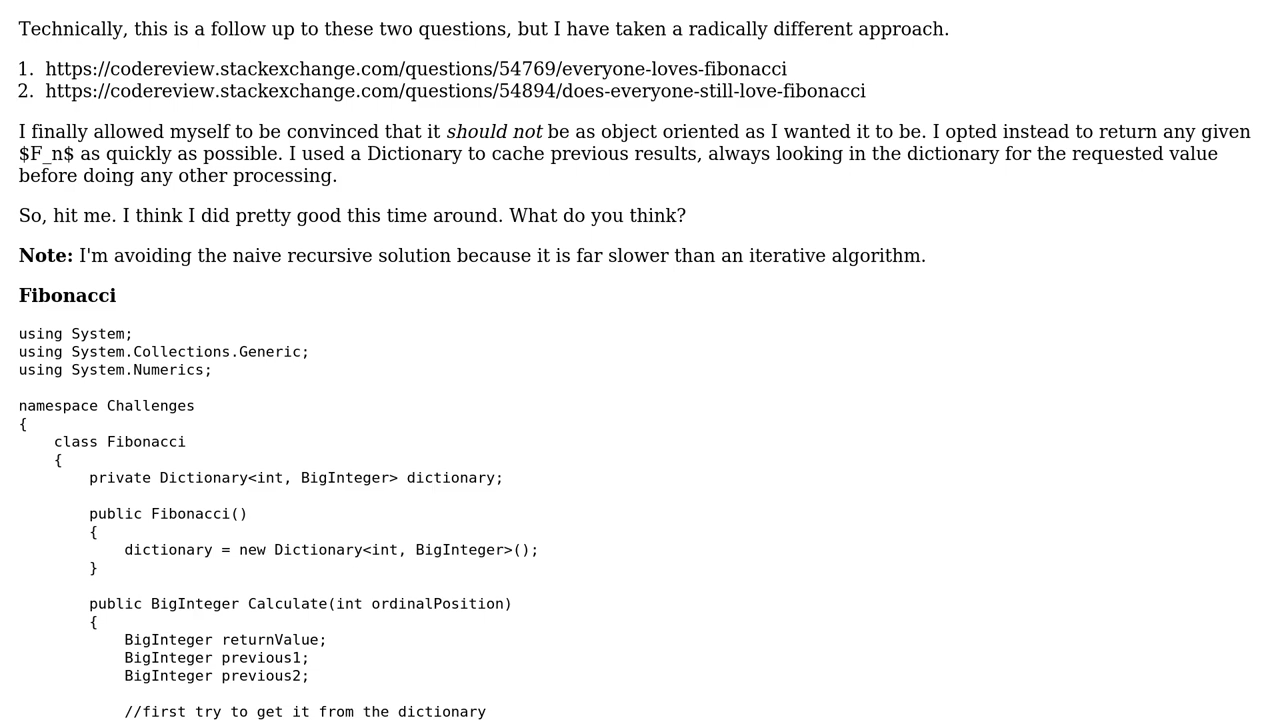 Technically, this is a follow up to these two questions, but I have taken a radically different approach.
1. https://codereview.stackexchange.com/questions/54769/everyone-loves-fibonacci
2. https://codereview.stackexchange.com/questions/54894/does-everyone-still-love-fibonacci
I finally allowed myself to be convinced that it should not be as object oriented as I wanted it to be. I opted instead to return any given
$F_n$ as quickly as possible. I used a Dictionary to cache previous results, always looking in the dictionary for the requested value
before doing any other processing.
So, hit me. I think I did pretty good this time around. What do you think?
Note: I'm avoiding the naive recursive solution because it is far slower than an iterative algorithm.
Fibonacci
using System;
using System.Collections.Generic;
using System.Numerics;
namespace Challenges
{
    class Fibonacci
    {
        private Dictionary<int, BigInteger> dictionary;
        public Fibonacci()
        {
            dictionary = new Dictionary<int, BigInteger>();
        }
        public BigInteger Calculate(int ordinalPosition)
        {
            BigInteger returnValue;
            BigInteger previous1;
            BigInteger previous2;
            //first try to get it from the dictionary